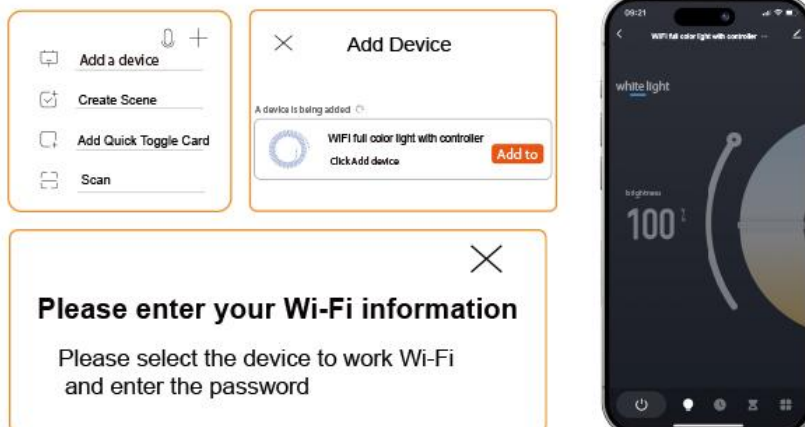 Add a device
Create Scene
Add Quick Toggle Card
Scan
Add Device
A device is being added
WIFI full color light with controller
Click Add device
Add to
Please enter your Wi-Fi information
Please select the device to work Wi-Fi
and enter the password
09:21
WIFI full color light with controller ···
white light
brightness
100 %